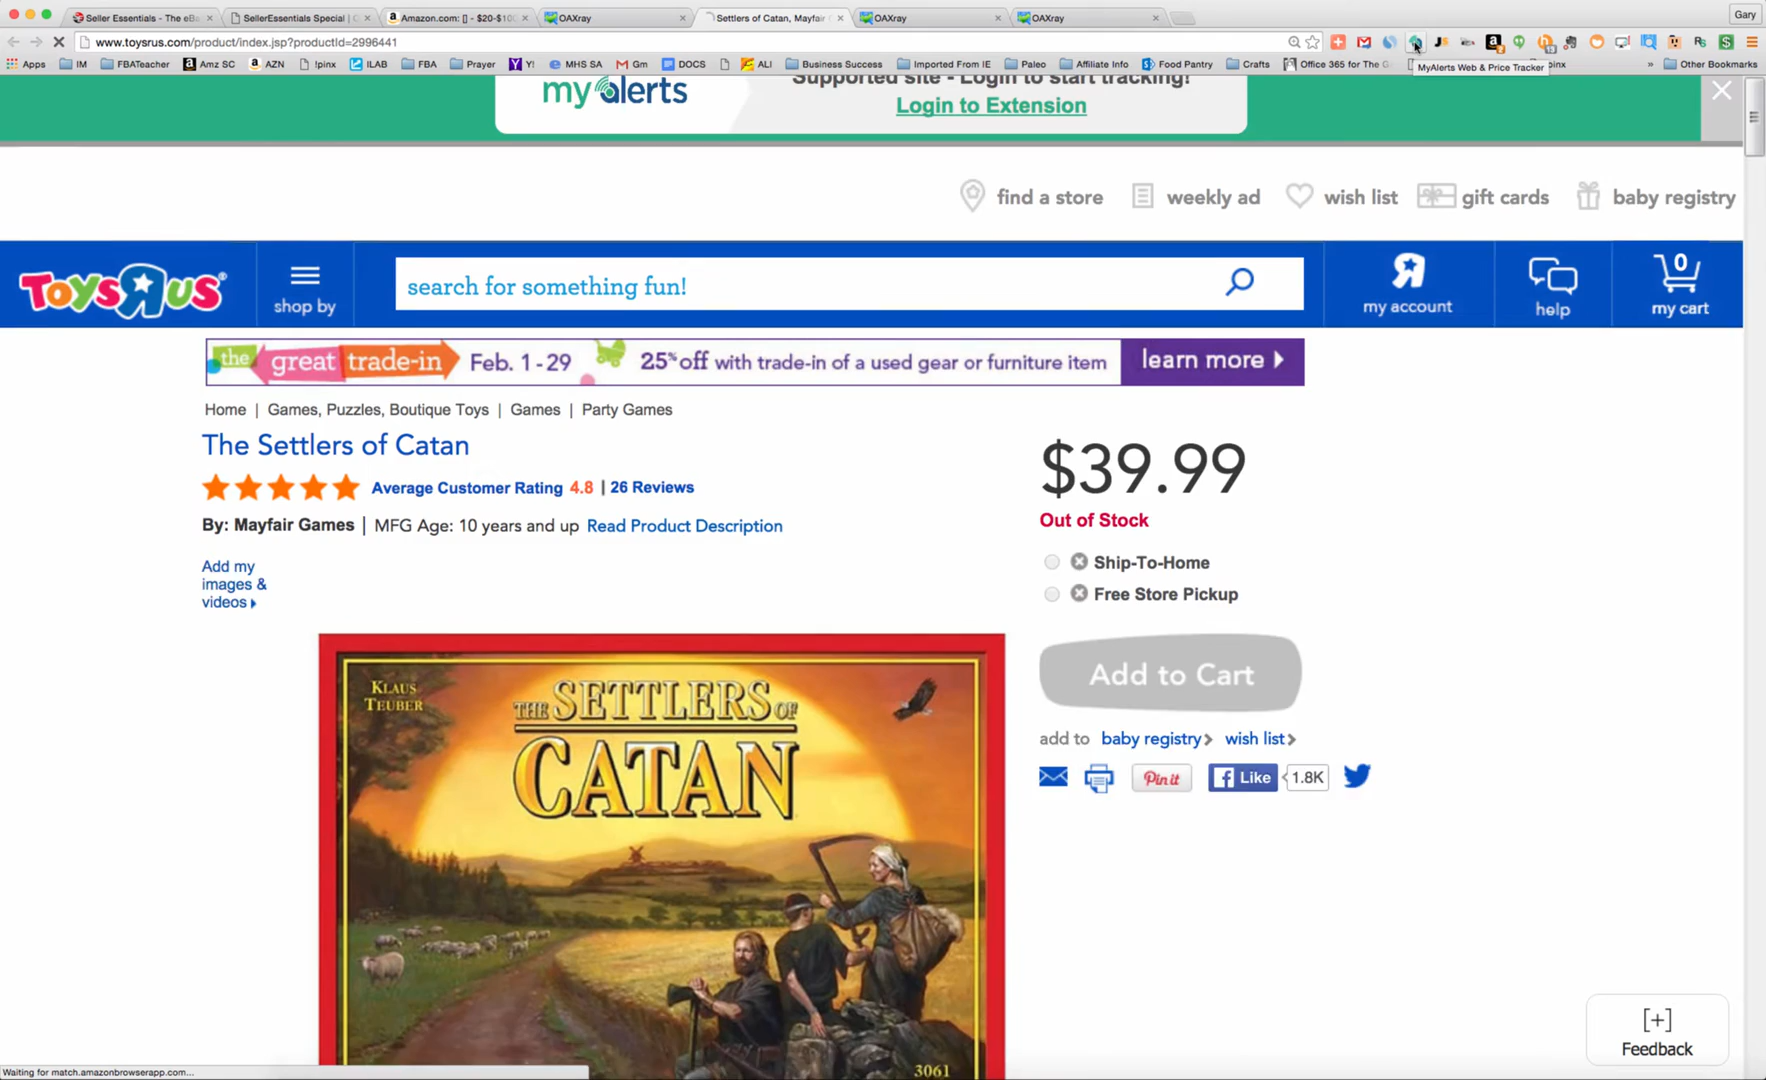 Seller Essentials - The eBa
SellerEssentials Special | C
Amazon.com: [] - $20-$10
OAXray
Settlers of Catan, Mayfair
OAXray
OAXray
Gary
www.toysrus.com/product/index.jsp?productId=2996441
Apps
IM
FBATeacher
Amz SC
AZN
!pinx
ILAB
FBA
Prayer
Y!
MHS SA
Gm
DOCS
ALI
Business Success
Imported From IE
Paleo
Affiliate Info
Food Pantry
Crafts
Office 365 for The G
pinx
» Other Bookmarks
MyAlerts Web & Price Tracker
my alerts
Supported site - Login to start tracking!
Login to Extension
find a store
weekly ad
wish list
gift cards
baby registry
ToysRus
shop by
search for something fun!
my account
help
0
my cart
the great trade-in Feb. 1 - 29 25% off with trade-in of a used gear or furniture item learn more
Home | Games, Puzzles, Boutique Toys | Games | Party Games
The Settlers of Catan
Average Customer Rating 4.8 | 26 Reviews
By: Mayfair Games | MFG Age: 10 years and up Read Product Description
$39.99
Out of Stock
Ship-To-Home
Free Store Pickup
Add to Cart
add to baby registry wish list
Pin it
Like
1.8K
Add my
images &
videos
KLAUS
TEUBER
THE SETTLERS OF
CATAN
3061
[+]
Feedback
Waiting for match.amazonbrowserapp.com...